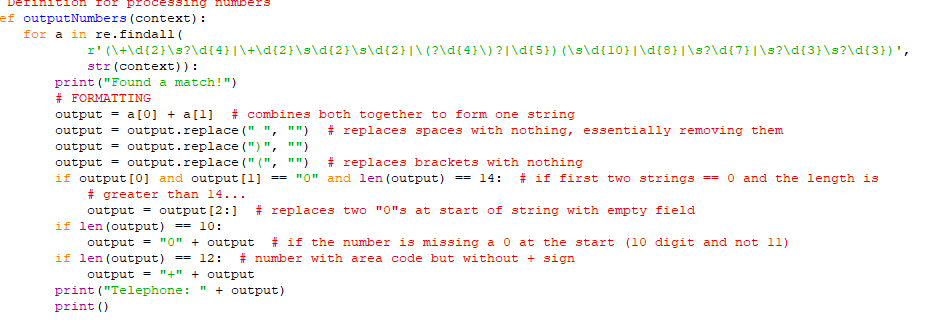 Definition for processing numbers
ef outputNumbers(context):
    for a in re.findall(
            r'(\+\d{2}\s?\d{4}|\+\d{2}\s\d{2}\s\d{2}|\(?\d{4}\)?|\d{5})(\s\d{10}|\d{8}|\s?\d{7}|\s?\d{3}\s?\d{3})',
            str(context)):
        print("Found a match!")
        # FORMATTING
        output = a[0] + a[1]  # combines both together to form one string
        output = output.replace(" ", "")  # replaces spaces with nothing, essentially removing them
        output = output.replace(")", "")
        output = output.replace("(", "")  # replaces brackets with nothing
        if output[0] and output[1] == "0" and len(output) == 14:  # if first two strings == 0 and the length is
            # greater than 14...
            output = output[2:]  # replaces two "0"s at start of string with empty field
        if len(output) == 10:
            output = "0" + output  # if the number is missing a 0 at the start (10 digit and not 11)
        if len(output) == 12:  # number with area code but without + sign
            output = "+" + output
        print("Telephone: " + output)
        print()